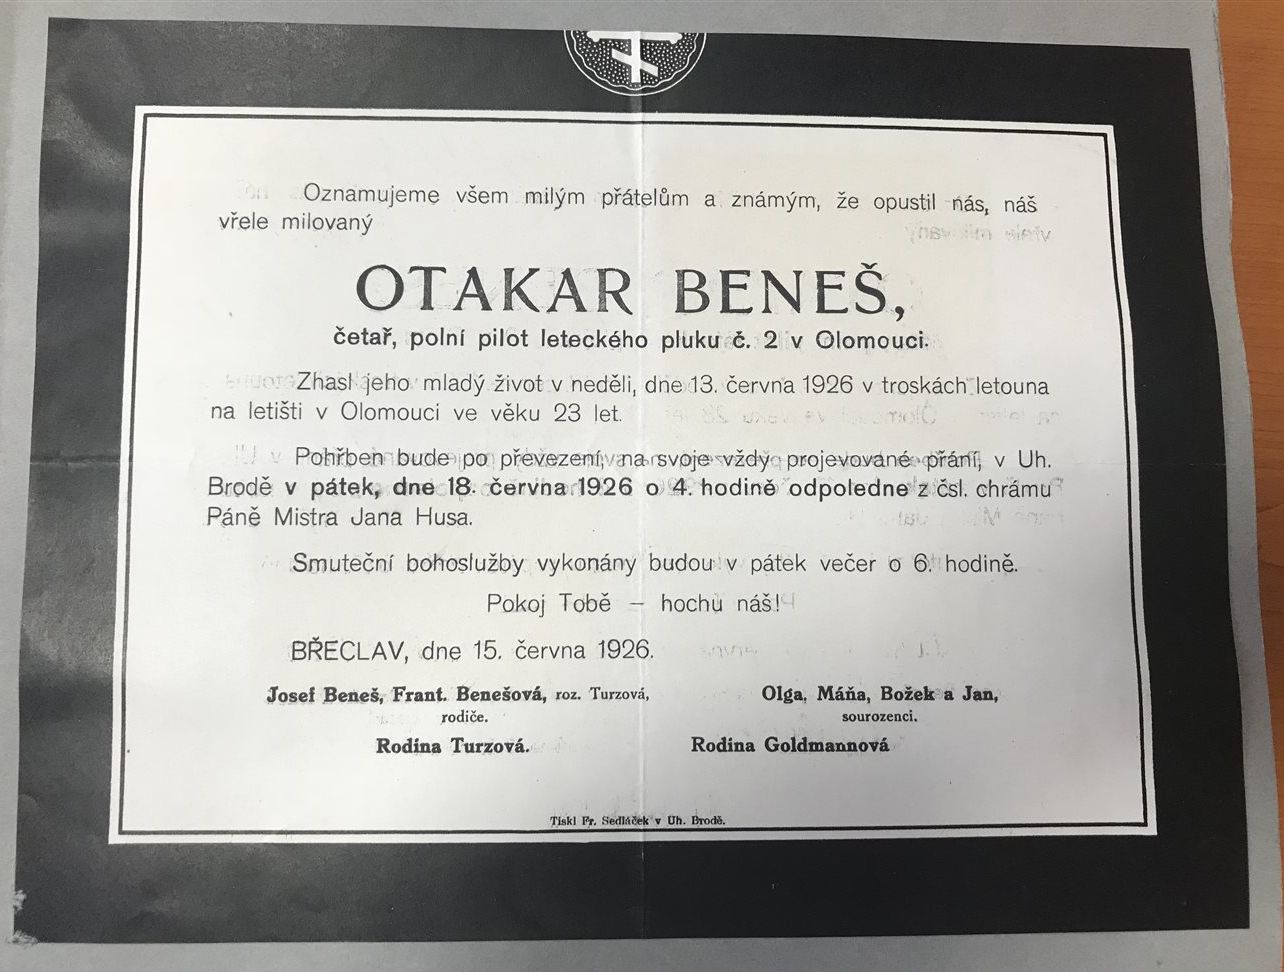 Oznamujeme všem milým přátelům a známým, že opustil nás, náš
vřele milovaný
OTAKAR BENEŠ,
četař, polní pilot leteckého pluku č. 2 v Olomouci.
Zhasl jeho mladý život v neděli, dne 13. června 1926 v troskách letouna
na letišti v Olomouci ve věku 23 let.
Pohřben bude po převezení, na svoje vždy projevované přání, v Uh.
Brodě v pátek, dne 18. června 1926 o 4. hodině odpoledne z čsl. chrámu
Páně Mistra Jana Husa.
Smuteční bohoslužby vykonány budou v pátek večer o 6. hodině.
Pokoj Tobě – hochu náš!
BŘECLAV, dne 15. června 1926.
Josef Beneš, Frant. Benešová, roz. Turzová,
rodiče.
Olga, Máňa, Božek a Jan,
sourozenci.
Rodina Turzová.
Rodina Goldmannová
Tiskl Fr. Sedláček v Uh. Brodě.